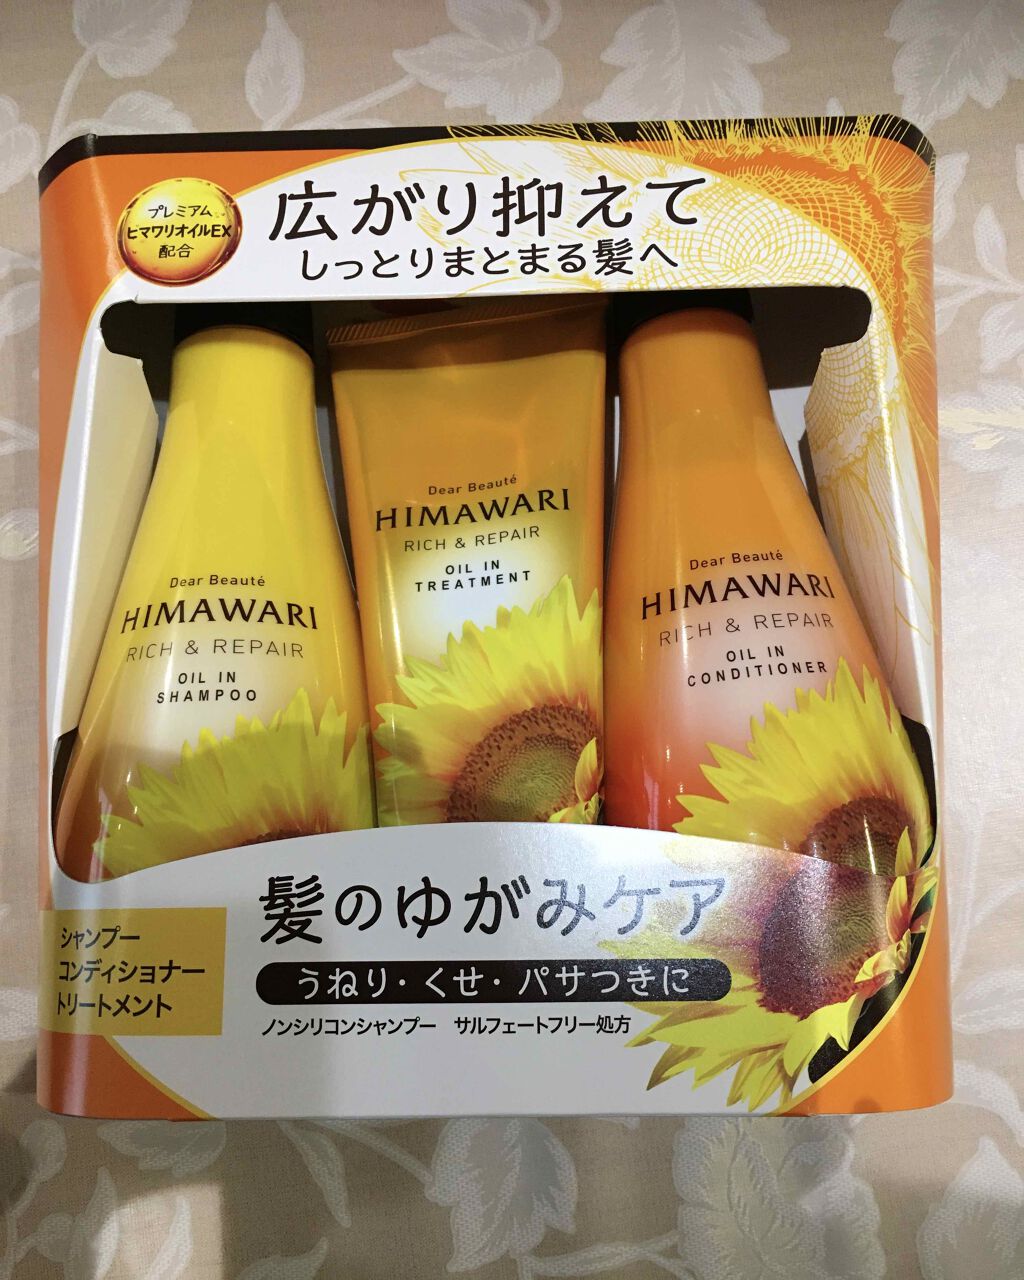 プレミアム
ヒマワリオイルEX
配合
広がり抑えて
しっとりまとまる髪へ
Dear Beauté
HIMAWARI
RICH & REPAIR
OIL IN
SHAMPOO
Dear Beauté
HIMAWARI
RICH & REPAIR
OIL IN
TREATMENT
Dear Beauté
HIMAWARI
RICH & REPAIR
OIL IN
CONDITIONER
シャンプー
コンディショナー
トリートメント
髪のゆがみケア
うねり・くせ・パサつきに
ノンシリコンシャンプー サルフェートフリー処方